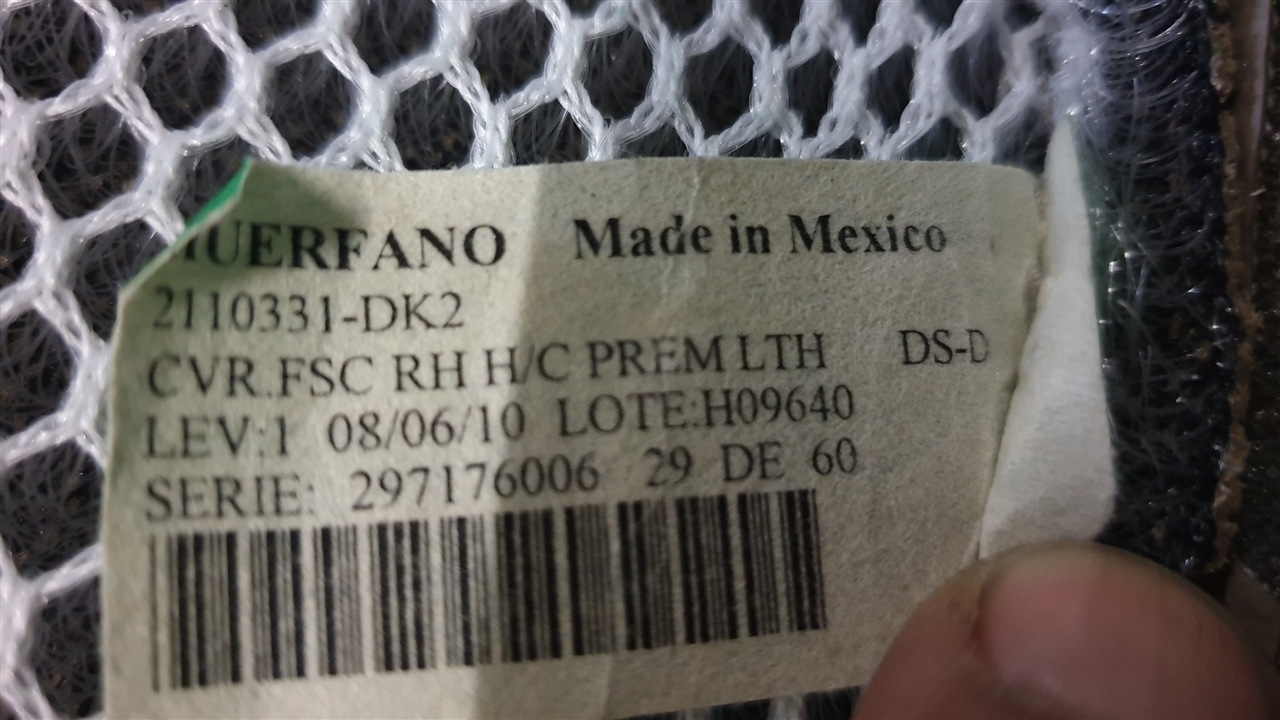 HUERFANO Made in Mexico
2110331-DK2
CVR.FSC RH H/C PREM LTH DS-D
LEV:1 08/06/10 LOTE:H09640
SERIE: 297176006 29 DE 60